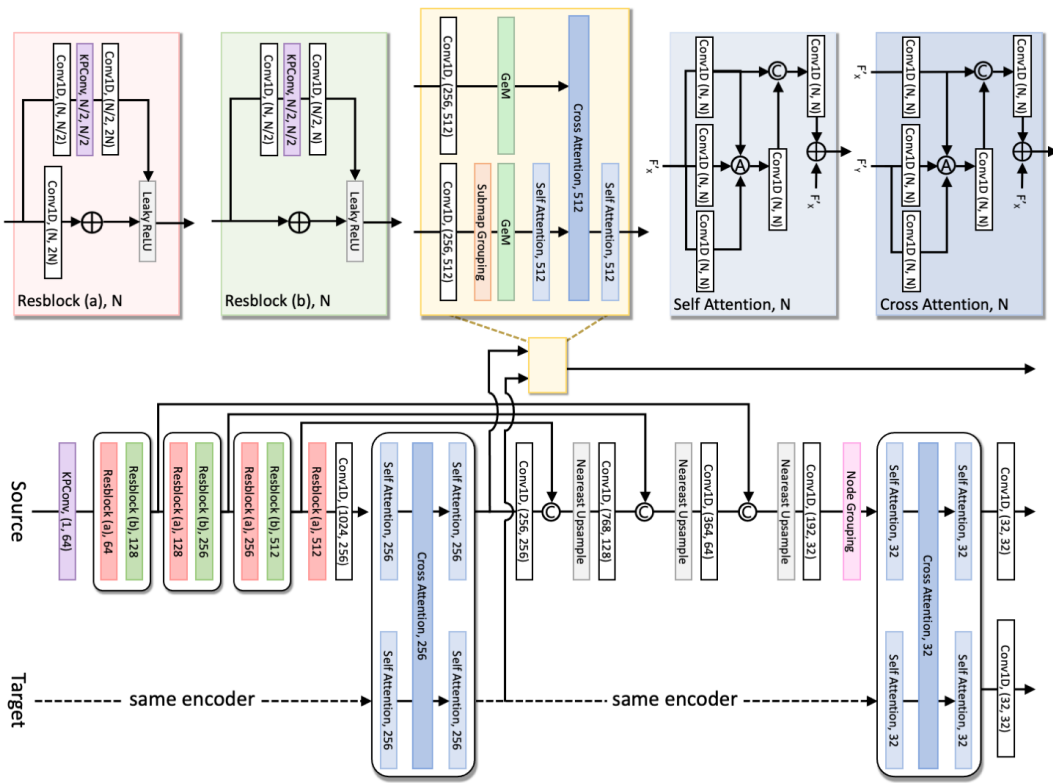 Conv1D, (N, N/2)
KPConv, N/2, N/2
Conv1D, (N/2, 2N)
Conv1D, (N, 2N)
Leaky ReLU
Resblock (a), N
Conv1D, (N, N/2)
KPConv, N/2, N/2
Conv1D, (N/2, N)
Leaky ReLU
Resblock (b), N
Conv1D, (256, 512)
GeM
Cross Attention, 512
Conv1D, (256, 512)
Submap Grouping
GeM
Self Attention, 512
Self Attention, 512
F'X
Conv1D (N, N)
Conv1D (N, N)
Conv1D (N, N)
C
A
Conv1D (N, N)
Conv1D (N, N)
F'X
Self Attention, N
F'X
F'Y
Conv1D (N, N)
Conv1D (N, N)
Conv1D (N, N)
C
A
Conv1D (N, N)
Conv1D (N, N)
F'X
Cross Attention, N
Source
KPConv, (1, 64)
Resblock (a), 64
Resblock (b), 128
Resblock (a), 128
Resblock (b), 256
Resblock (a), 256
Resblock (b), 512
Resblock (a), 512
Conv1D, (1024, 256)
Self Attention, 256
Cross Attention, 256
Self Attention, 256
Conv1D, (256, 256)
C
Neareast Upsample
Conv1D, (768, 128)
C
Neareast Upsample
Conv1D, (364, 64)
C
Neareast Upsample
Conv1D, (192, 32)
Node Grouping
Self Attention, 32
Cross Attention, 32
Self Attention, 32
Conv1D, (32, 32)
Target
same encoder
Self Attention, 256
Self Attention, 256
same encoder
Self Attention, 32
Self Attention, 32
Conv1D, (32, 32)